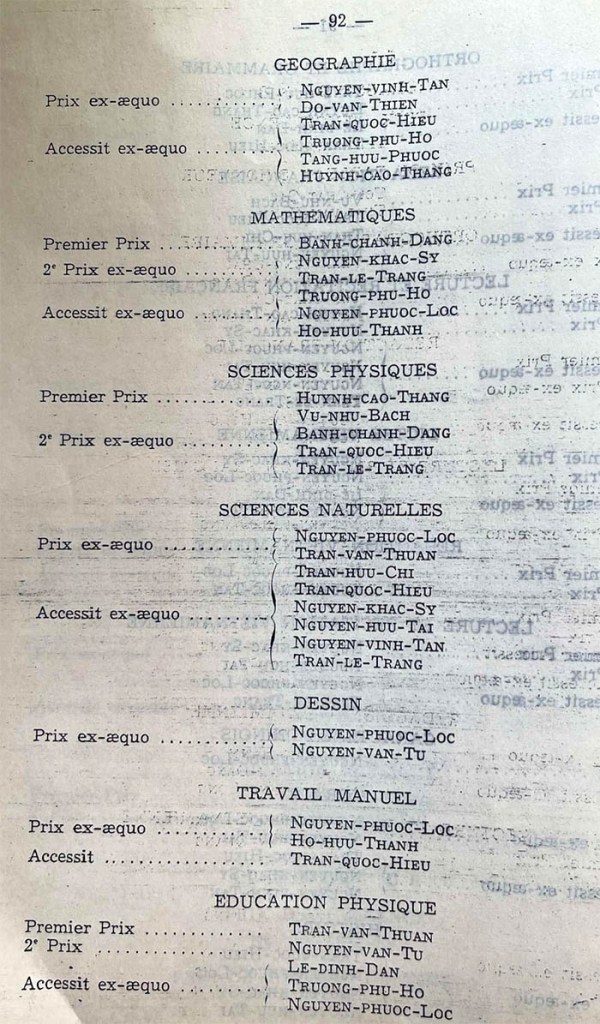 — 92 —
GEOGRAPHIE
Prix ex-æquo .......... { NGUYEN-VINH-TAN
DO-VAN-THIEN
TRAN-QUOC-HIEU
Accessit ex-æquo ....... { TRUONG-PHU-HO
TANG-HUU-PHUOC
HUYNH-CAO-THANG
MATHEMATIQUES
Premier Prix ............. BANH-CHANH-DANG
2e Prix ex-æquo ........ { NGUYEN-KHAC-SY
TRAN-LE-TRANG
TRUONG-PHU-HO
Accessit ex-æquo ....... { NGUYEN-PHUOC-LOC
HO-HUU-THANH
SCIENCES PHYSIQUES
Premier Prix ............. HUYNH-CAO-THANG
VU-NHU-BACH
2e Prix ex-æquo ........ { BANH-CHANH-DANG
TRAN-QUOC-HIEU
TRAN-LE-TRANG
SCIENCES NATURELLES
Prix ex-æquo ............ { NGUYEN-PHUOC-LOC
TRAN-VAN-THUAN
TRAN-HUU-CHI
TRAN-QUOC-HIEU
Accessit ex-æquo ........ { NGUYEN-KHAC-SY
NGUYEN-HUU-TAI
NGUYEN-VINH-TAN
TRAN-LE-TRANG
DESSIN
Prix ex-æquo ............ { NGUYEN-PHUOC-LOC
NGUYEN-VAN-TU
TRAVAIL MANUEL
Prix ex-æquo ............ { NGUYEN-PHUOC-LOC
HO-HUU-THANH
Accessit .................. TRAN-QUOC-HIEU
EDUCATION PHYSIQUE
Premier Prix ............. TRAN-VAN-THUAN
2e Prix .................. NGUYEN-VAN-TU
LE-DINH-DAN
Accessit ex-æquo ........ { TRUONG-PHU-HO
NGUYEN-PHUOC-LOC